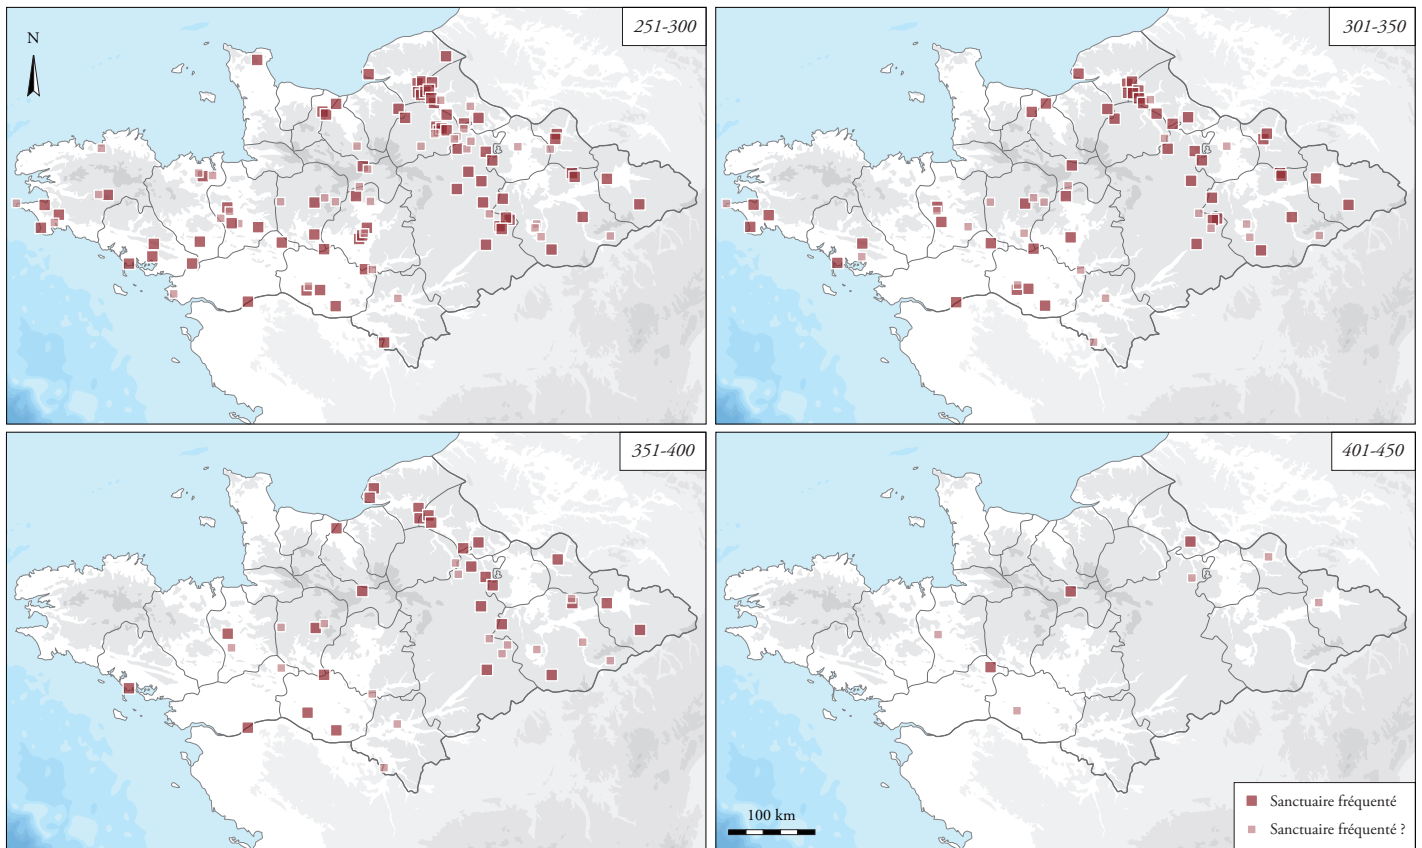 251-300
301-350
N
351-400
401-450
100 km
Sanctuaire fréquenté
Sanctuaire fréquenté ?